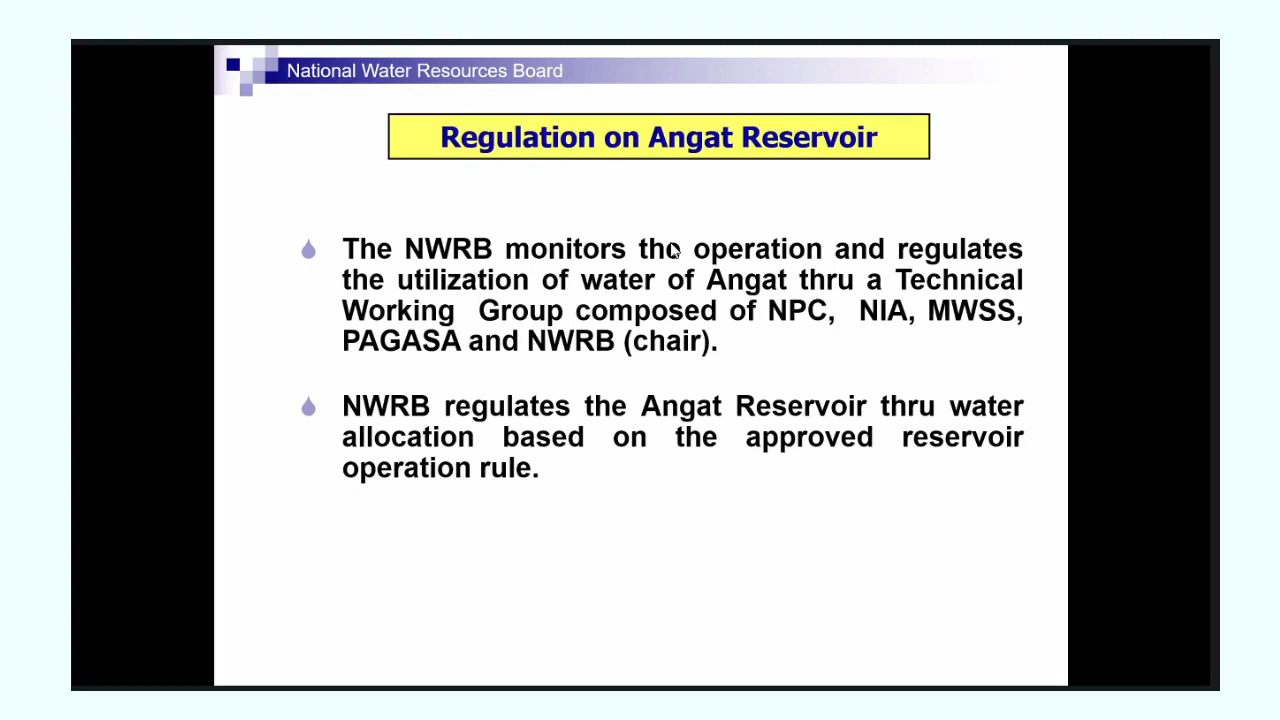 National Water Resources Board
Regulation on Angat Reservoir
The NWRB monitors the operation and regulates
the utilization of water of Angat thru a Technical
Working Group composed of NPC, NIA, MWSS,
PAGASA and NWRB (chair).
NWRB regulates the Angat Reservoir thru water
allocation based on the approved reservoir
operation rule.